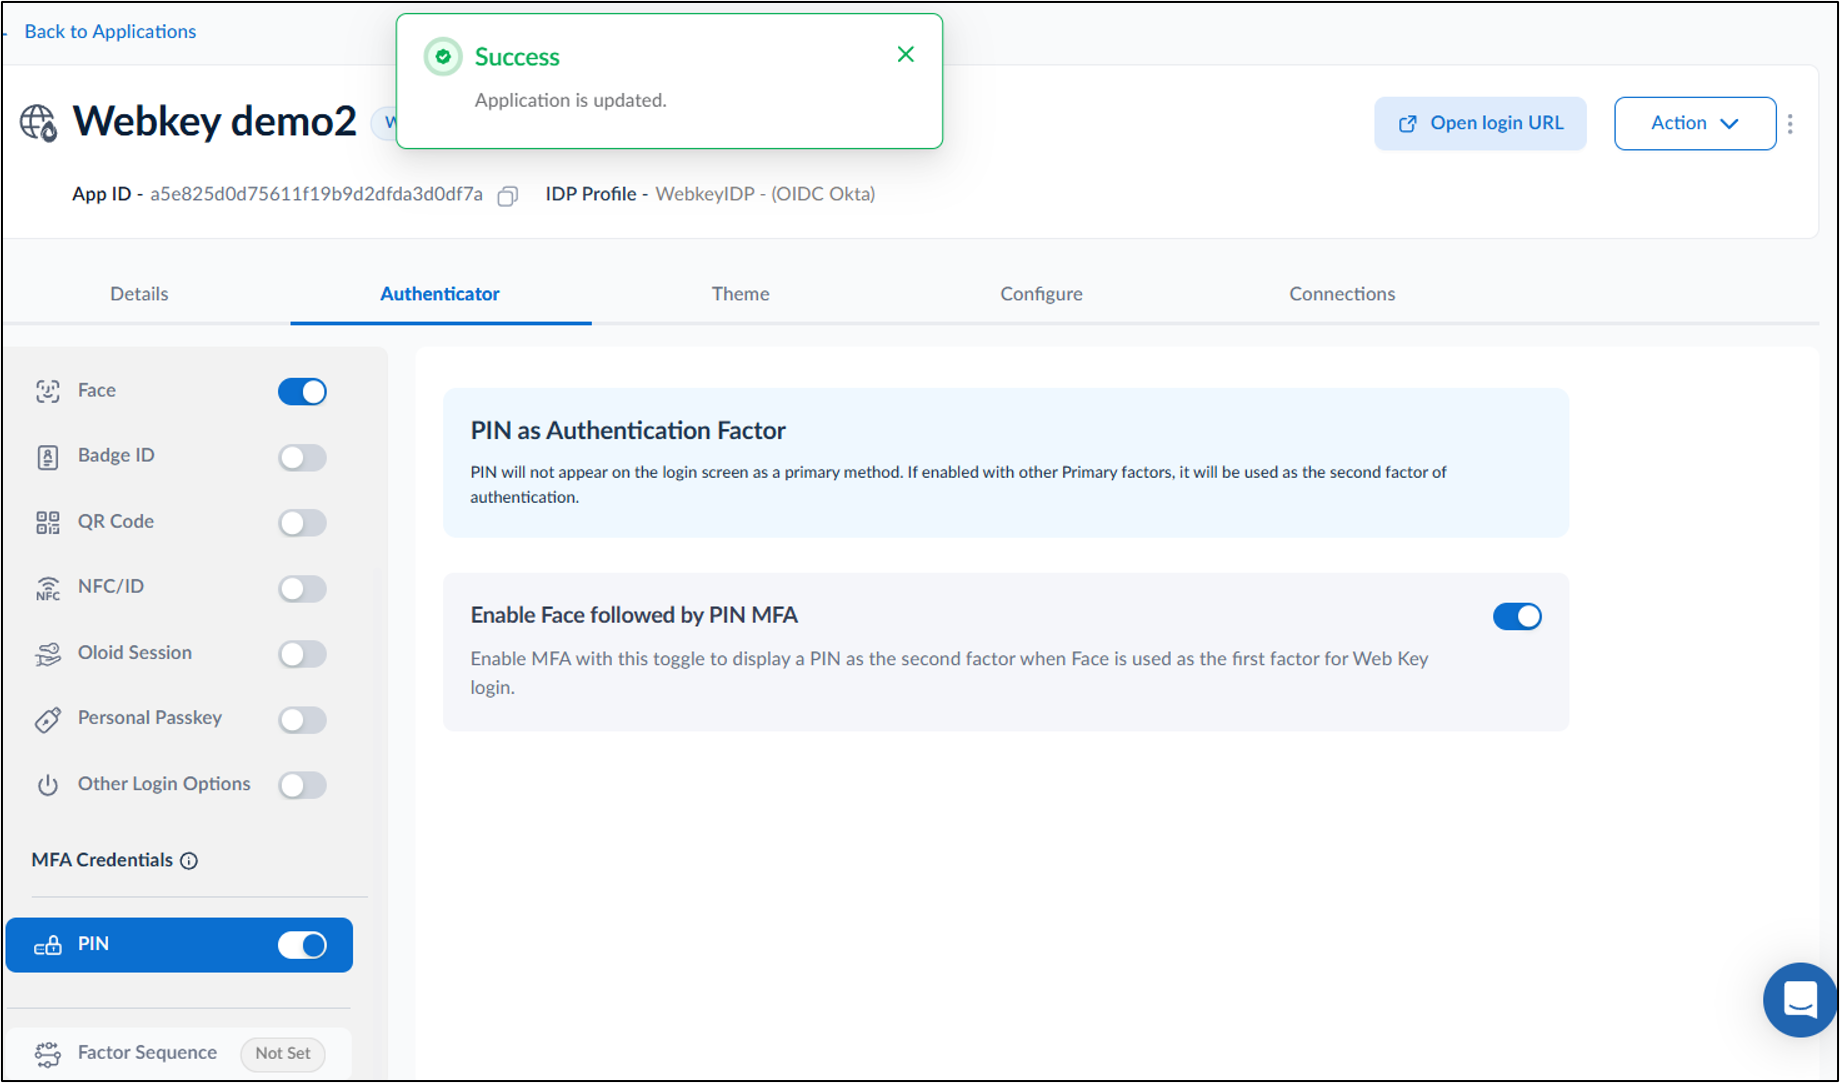 Back to Applications
Success
Application is updated.
Webkey demo2
Open login URL
Action
App ID - a5e825d0d75611f19b9d2dfda3d0df7a
IDP Profile - WebkeyIDP - (OIDC Okta)
Details
Authenticator
Theme
Configure
Connections
Face
Badge ID
QR Code
NFC
NFC/ID
Oloid Session
Personal Passkey
Other Login Options
MFA Credentials
PIN
Factor Sequence
Not Set
PIN as Authentication Factor
PIN will not appear on the login screen as a primary method. If enabled with other Primary factors, it will be used as the second factor of
authentication.
Enable Face followed by PIN MFA
Enable MFA with this toggle to display a PIN as the second factor when Face is used as the first factor for Web Key
login.